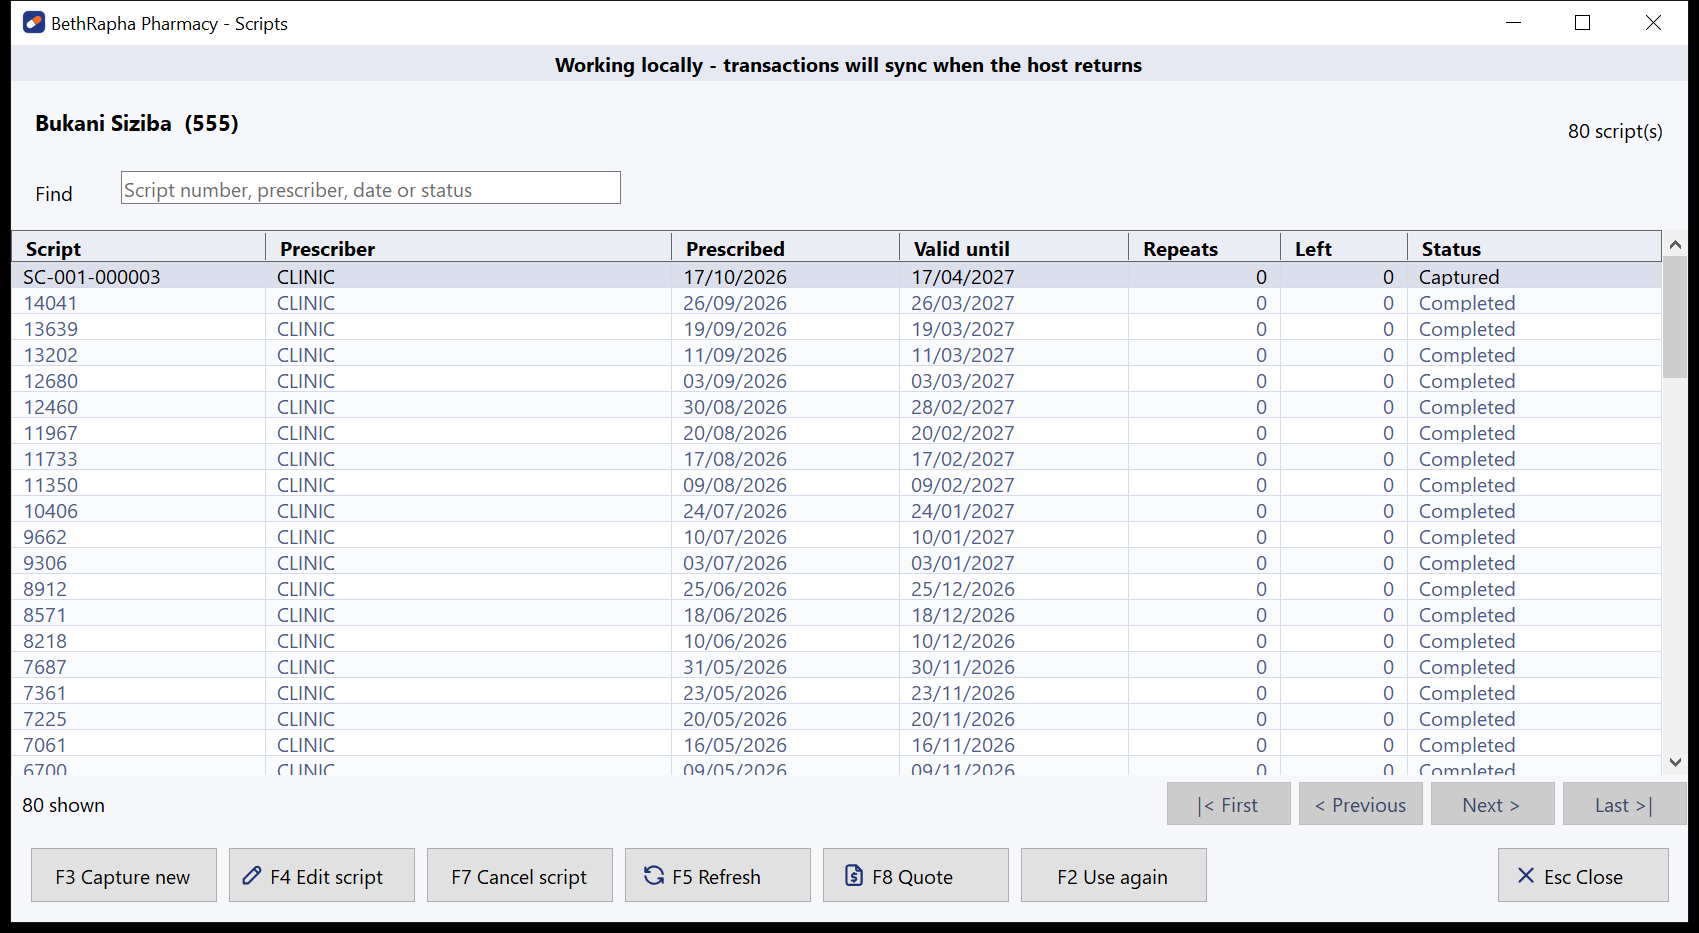 BethRapha Pharmacy - Scripts
Working locally - transactions will sync when the host returns
Bukani Siziba (555)
80 script(s)
Find Script number, prescriber, date or status
Script Prescriber Prescribed Valid until Repeats Left Status
SC-001-000003 CLINIC 17/10/2026 17/04/2027 0 0 Captured
14041 CLINIC 26/09/2026 26/03/2027 0 0 Completed
13639 CLINIC 19/09/2026 19/03/2027 0 0 Completed
13202 CLINIC 11/09/2026 11/03/2027 0 0 Completed
12680 CLINIC 03/09/2026 03/03/2027 0 0 Completed
12460 CLINIC 30/08/2026 28/02/2027 0 0 Completed
11967 CLINIC 20/08/2026 20/02/2027 0 0 Completed
11733 CLINIC 17/08/2026 17/02/2027 0 0 Completed
11350 CLINIC 09/08/2026 09/02/2027 0 0 Completed
10406 CLINIC 24/07/2026 24/01/2027 0 0 Completed
9662 CLINIC 10/07/2026 10/01/2027 0 0 Completed
9306 CLINIC 03/07/2026 03/01/2027 0 0 Completed
8912 CLINIC 25/06/2026 25/12/2026 0 0 Completed
8571 CLINIC 18/06/2026 18/12/2026 0 0 Completed
8218 CLINIC 10/06/2026 10/12/2026 0 0 Completed
7687 CLINIC 31/05/2026 30/11/2026 0 0 Completed
7361 CLINIC 23/05/2026 23/11/2026 0 0 Completed
7225 CLINIC 20/05/2026 20/11/2026 0 0 Completed
7061 CLINIC 16/05/2026 16/11/2026 0 0 Completed
6700 CLINIC 09/05/2026 09/11/2026 0 0 Completed
80 shown |< First < Previous Next > Last >|
F3 Capture new F4 Edit script F7 Cancel script F5 Refresh F8 Quote F2 Use again Esc Close